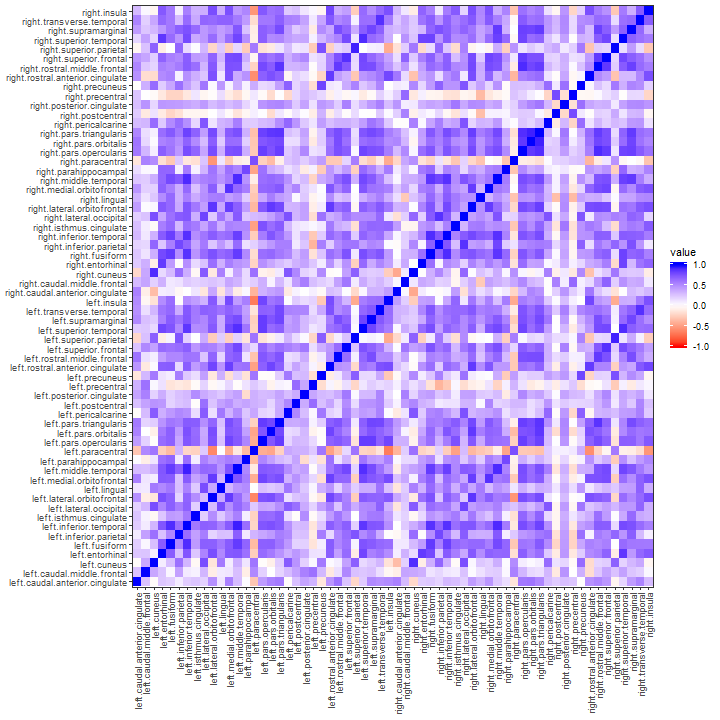 right.insula
right.transverse.temporal
right.supramarginal
right.superior.temporal
right.superior.parietal
right.superior.frontal
right.rostral.middle.frontal
right.rostral.anterior.cingulate
right.precuneus
right.precentral
right.posterior.cingulate
right.postcentral
right.pericalcarine
right.pars.triangularis
right.pars.orbitalis
right.pars.opercularis
right.paracentral
right.parahippocampal
right.middle.temporal
right.medial.orbitofrontal
right.lingual
right.lateral.orbitofrontal
right.lateral.occipital
right.isthmus.cingulate
right.inferior.temporal
right.inferior.parietal
right.fusiform
right.entorhinal
right.cuneus
right.caudal.middle.frontal
right.caudal.anterior.cingulate
left.insula
left.transverse.temporal
left.supramarginal
left.superior.temporal
left.superior.parietal
left.superior.frontal
left.rostral.middle.frontal
left.rostral.anterior.cingulate
left.precuneus
left.precentral
left.posterior.cingulate
left.postcentral
left.pericalcarine
left.pars.triangularis
left.pars.orbitalis
left.pars.opercularis
left.paracentral
left.parahippocampal
left.middle.temporal
left.medial.orbitofrontal
left.lingual
left.lateral.orbitofrontal
left.lateral.occipital
left.isthmus.cingulate
left.inferior.temporal
left.inferior.parietal
left.fusiform
left.entorhinal
left.cuneus
left.caudal.middle.frontal
left.caudal.anterior.cingulate
left.caudal.anterior.cingulate
left.caudal.middle.frontal
left.cuneus
left.entorhinal
left.fusiform
left.inferior.parietal
left.inferior.temporal
left.isthmus.cingulate
left.lateral.occipital
left.lateral.orbitofrontal
left.lingual
left.medial.orbitofrontal
left.middle.temporal
left.parahippocampal
left.paracentral
left.pars.opercularis
left.pars.orbitalis
left.pars.triangularis
left.pericalcarine
left.postcentral
left.posterior.cingulate
left.precentral
left.precuneus
left.rostral.anterior.cingulate
left.rostral.middle.frontal
left.superior.frontal
left.superior.parietal
left.superior.temporal
left.supramarginal
left.transverse.temporal
left.insula
right.caudal.anterior.cingulate
right.caudal.middle.frontal
right.cuneus
right.entorhinal
right.fusiform
right.inferior.parietal
right.inferior.temporal
right.isthmus.cingulate
right.lateral.occipital
right.lateral.orbitofrontal
right.lingual
right.medial.orbitofrontal
right.middle.temporal
right.parahippocampal
right.paracentral
right.pars.opercularis
right.pars.orbitalis
right.pars.triangularis
right.pericalcarine
right.postcentral
right.posterior.cingulate
right.precentral
right.precuneus
right.rostral.anterior.cingulate
right.rostral.middle.frontal
right.superior.frontal
right.superior.parietal
right.superior.temporal
right.supramarginal
right.transverse.temporal
right.insula
value
1.0
0.5
0.0
-0.5
-1.0